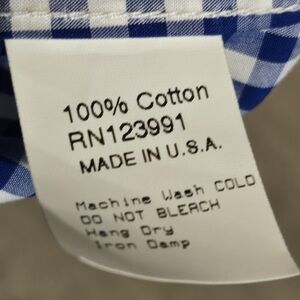 100% Cotton
RN123991
MADE IN U.S.A.
Machine Wash COLD
DO NOT BLEACH
Hang Dry
Iron Damp